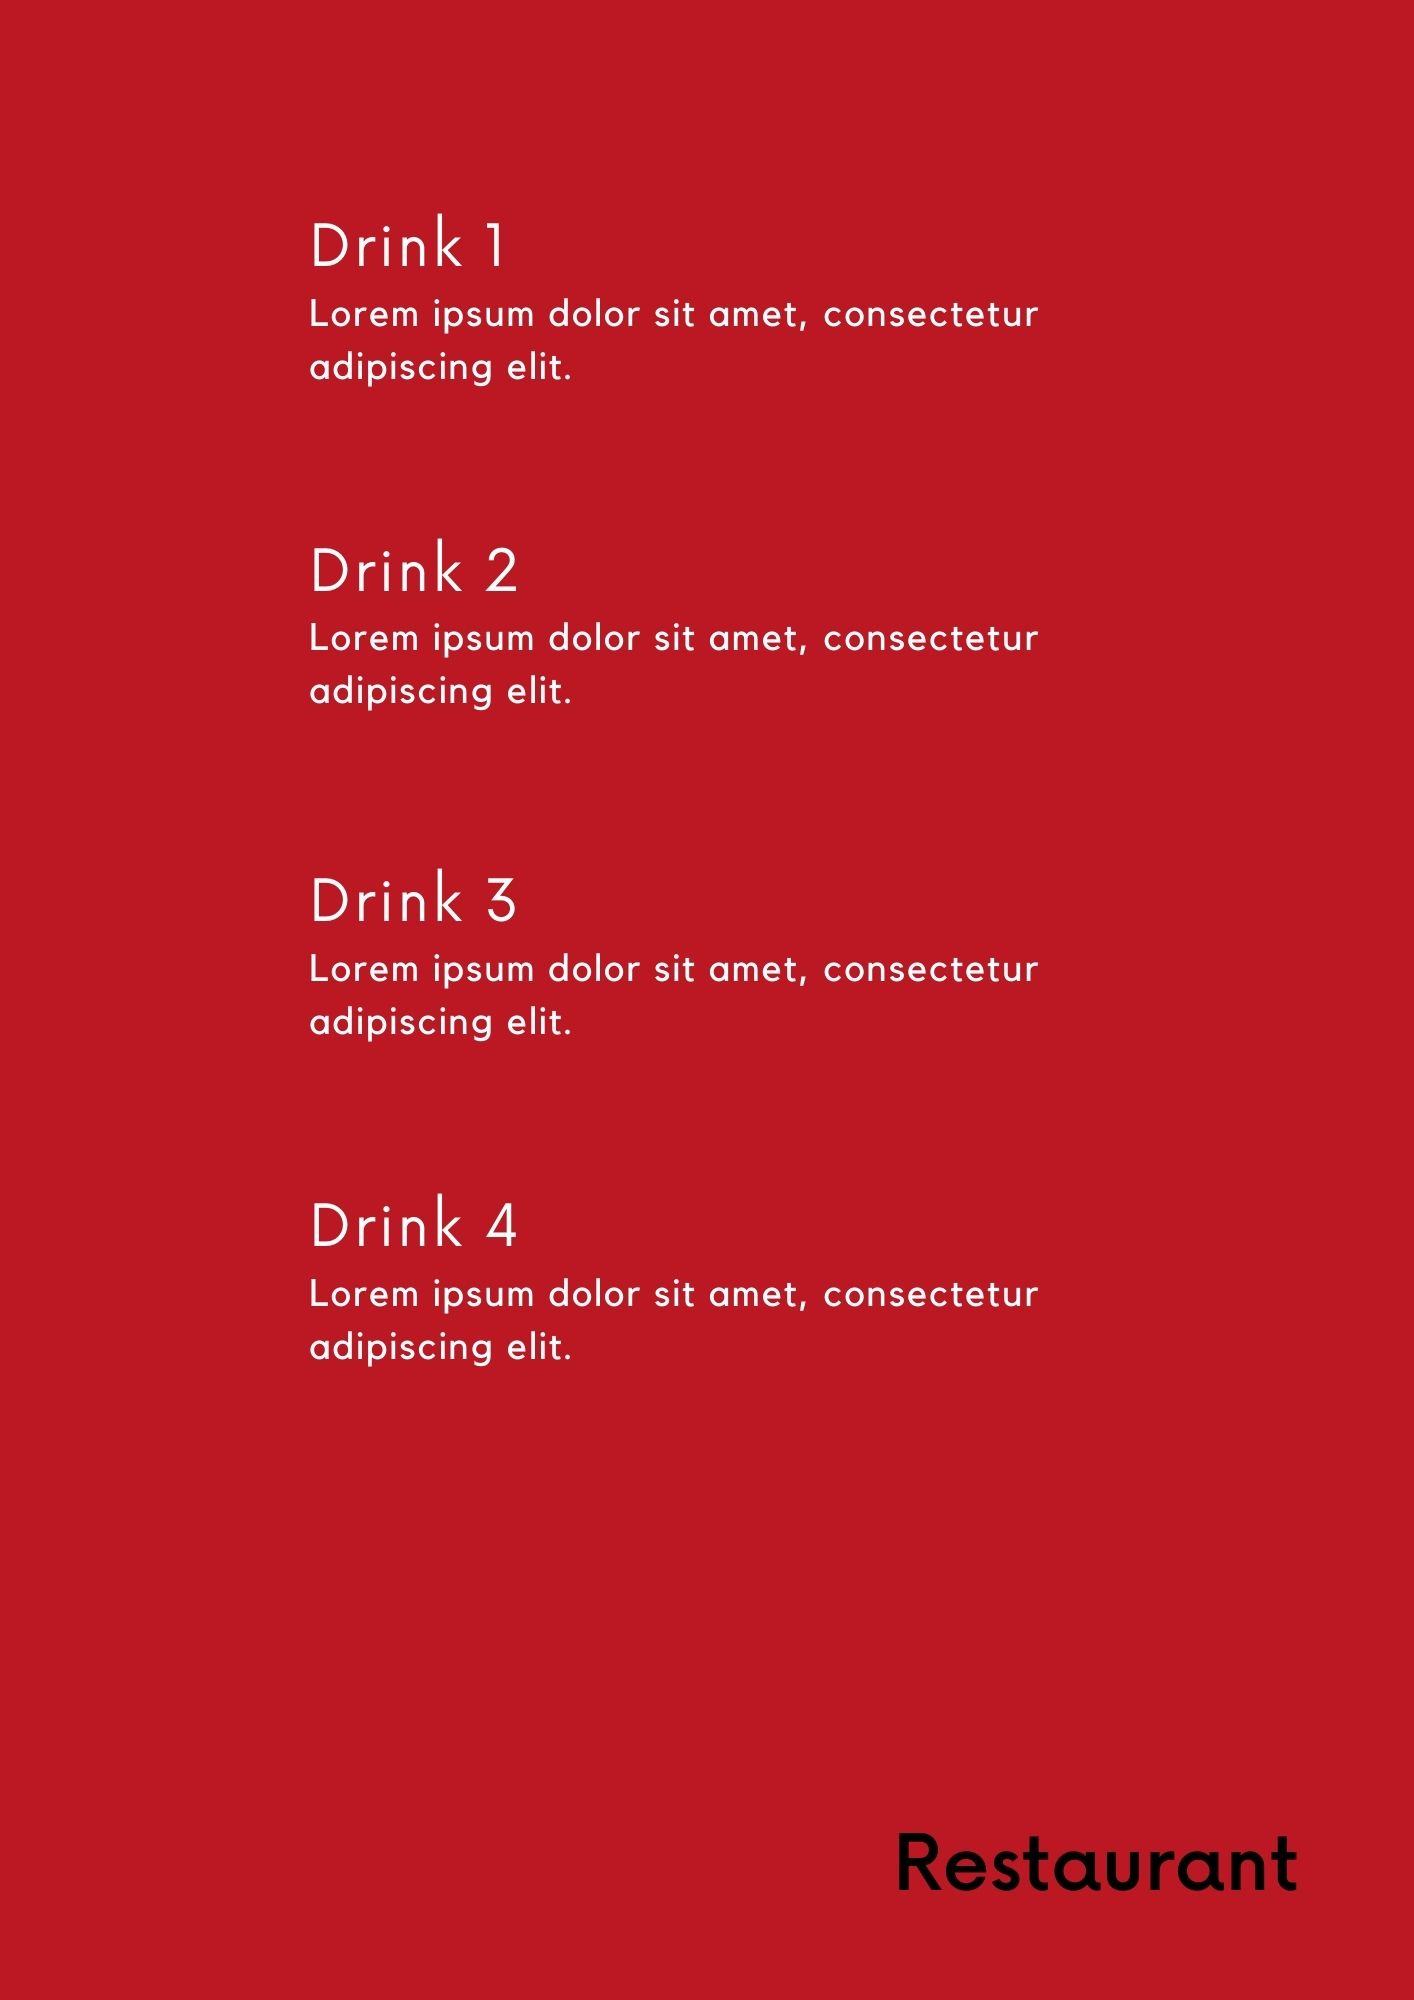 Drink 1
Lorem ipsum dolor sit amet, consectetur
adipiscing elit.
Drink 2
Lorem ipsum dolor sit amet, consectetur
adipiscing elit.
Drink 3
Lorem ipsum dolor sit amet, consectetur
adipiscing elit.
Drink 4
Lorem ipsum dolor sit amet, consectetur
adipiscing elit.
Restaurant